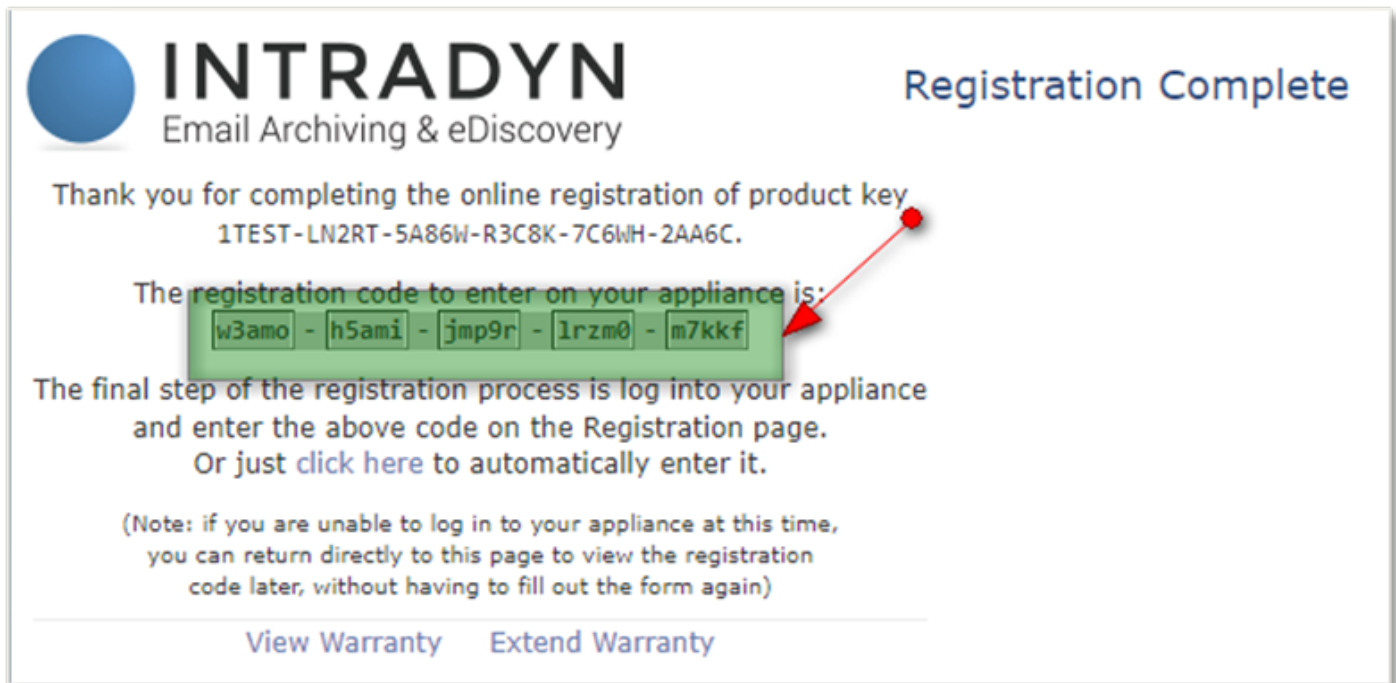 INTRADYN
Email Archiving & eDiscovery
Registration Complete
Thank you for completing the online registration of product key
1TEST-LN2RT-5A86W-R3C8K-7C6WH-2AA6C.
The registration code to enter on your appliance is:
w3amo - h5ami - jmp9r - lrzm0 - m7kkf
The final step of the registration process is log into your appliance
and enter the above code on the Registration page.
Or just click here to automatically enter it.
(Note: if you are unable to log in to your appliance at this time,
you can return directly to this page to view the registration
code later, without having to fill out the form again)
View Warranty Extend Warranty